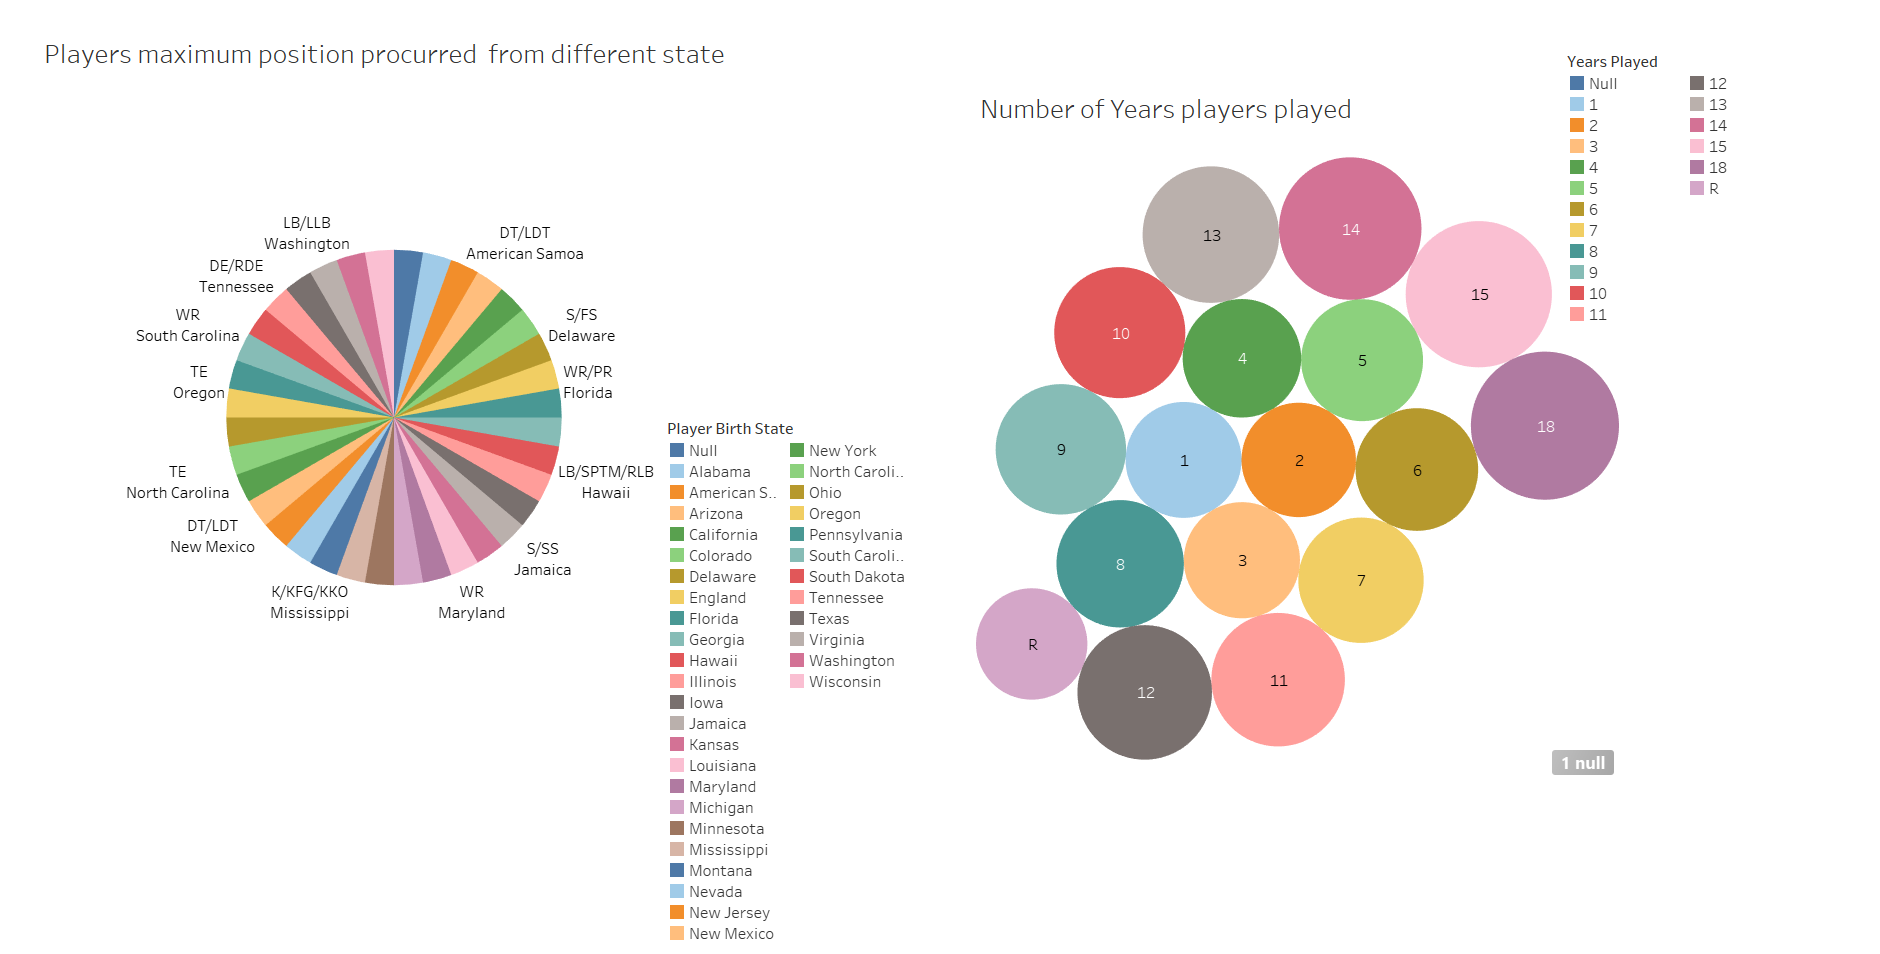 Players maximum position procurred  from different state
LB/LLB
Washington
DT/LDT
American Samoa
DE/RDE
Tennessee
WR
South Carolina
S/FS
Delaware
TE
Oregon
WR/PR
Florida
TE
North Carolina
LB/SPTM/RLB
Hawaii
DT/LDT
New Mexico
S/SS
Jamaica
K/KFG/KKO
Mississippi
WR
Maryland
Player Birth State
Null
Alabama
American S..
Arizona
California
Colorado
Delaware
England
Florida
Georgia
Hawaii
Illinois
Iowa
Jamaica
Kansas
Louisiana
Maryland
Michigan
Minnesota
Mississippi
Montana
Nevada
New Jersey
New Mexico
New York
North Caroli..
Ohio
Oregon
Pennsylvania
South Caroli..
South Dakota
Tennessee
Texas
Virginia
Washington
Wisconsin
Number of Years players played
13
14
15
10
4
5
18
9
1
2
6
8
3
7
R
12
11
Years Played
Null
1
2
3
4
5
6
7
8
9
10
11
12
13
14
15
18
R
1 null